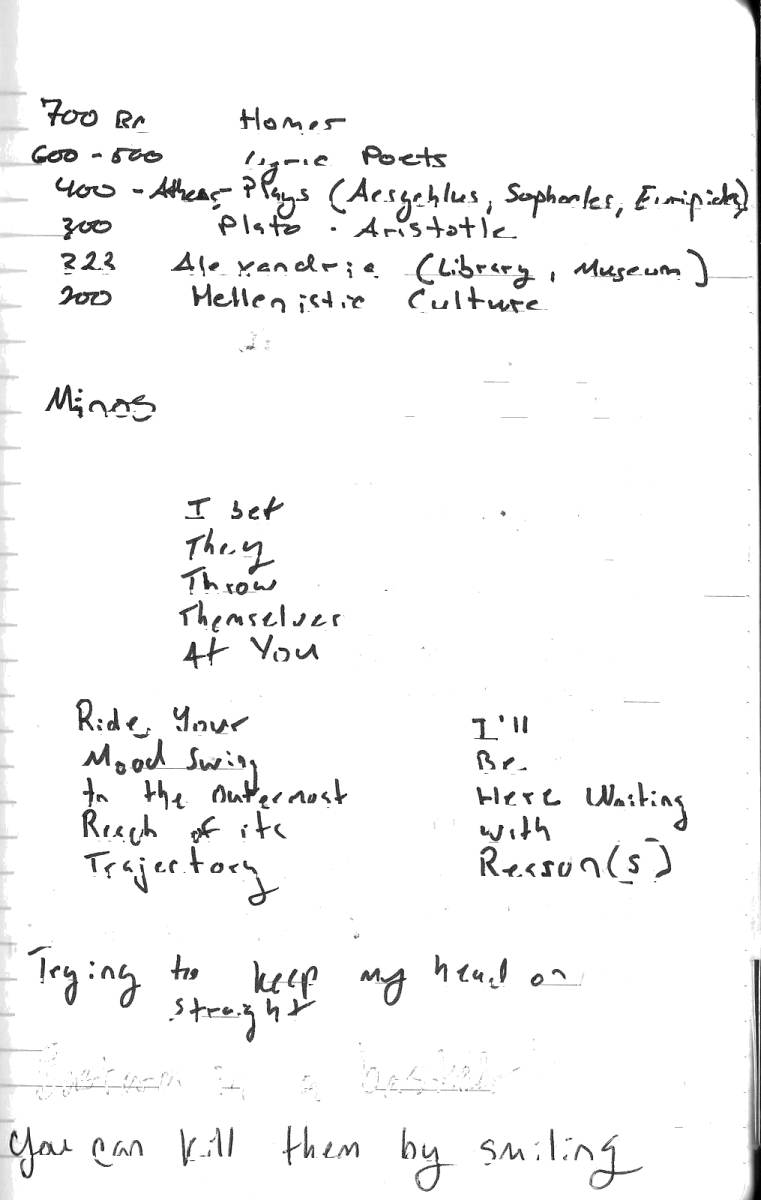 700 BC Homer
600-500 Lyric Poets
400 - Athens - Plays (Aesychlus, Sophocles, Euripides)
300 Plato · Aristotle
323 Alexandria (Library, Museum)
200 Hellenistic Culture
Minos
I bet
They
Throw
Themselves
At You
Ride Your
Mood Swing
To the Outermost
Reach of its
Trajectory
I'll
Be
Here Waiting
with
Reason(s)
Trying to keep my head on
straight
in a basket
You can kill them by smiling